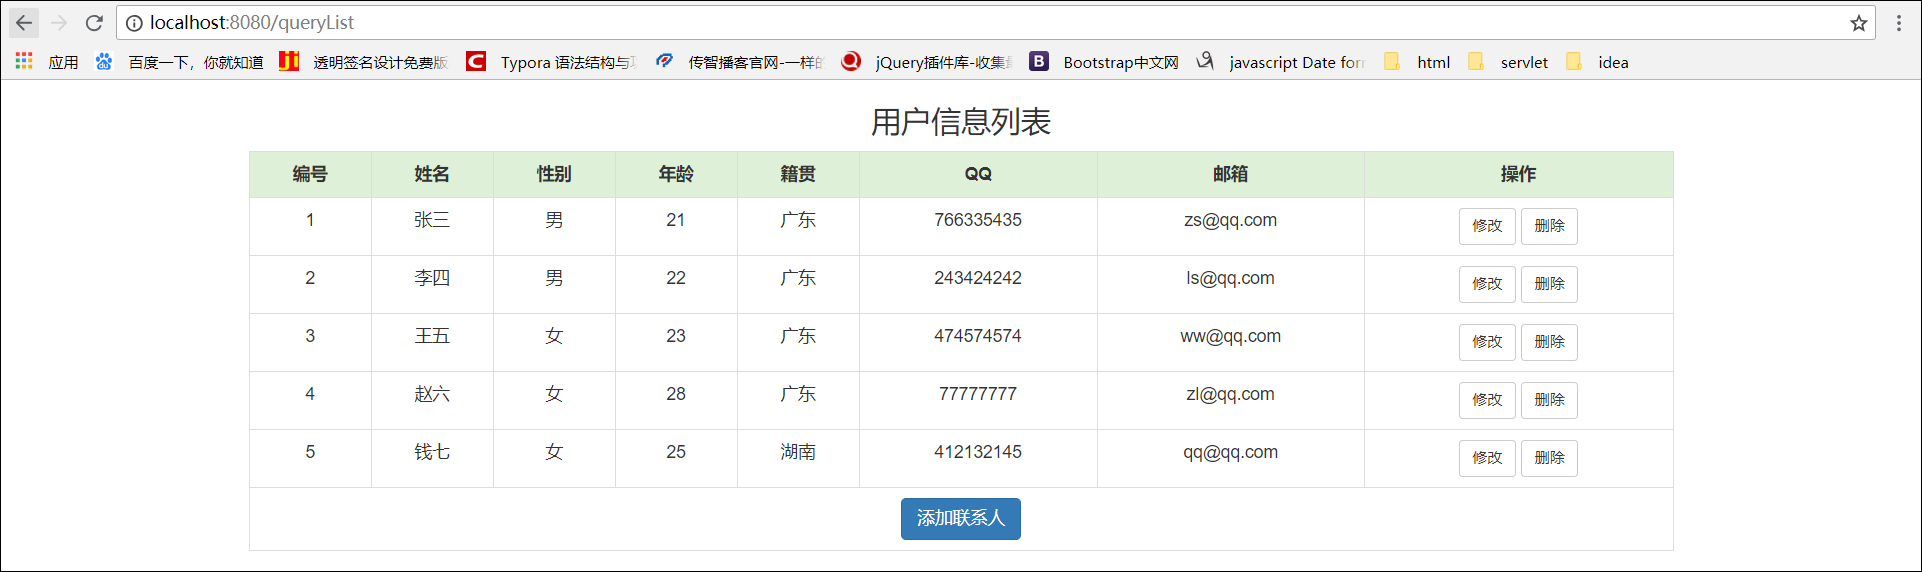 localhost:8080/queryList
应用 百度一下，你就知道 透明签名设计免费版 Typora 语法结构与 传智播客官网-一样的 jQuery插件库-收集 Bootstrap中文网 javascript Date for html servlet idea
用户信息列表
编号 姓名 性别 年龄 籍贯 QQ 邮箱 操作
1 张三 男 21 广东 766335435 zs@qq.com 修改 删除
2 李四 男 22 广东 243424242 ls@qq.com 修改 删除
3 王五 女 23 广东 474574574 ww@qq.com 修改 删除
4 赵六 女 28 广东 77777777 zl@qq.com 修改 删除
5 钱七 女 25 湖南 412132145 qq@qq.com 修改 删除
添加联系人